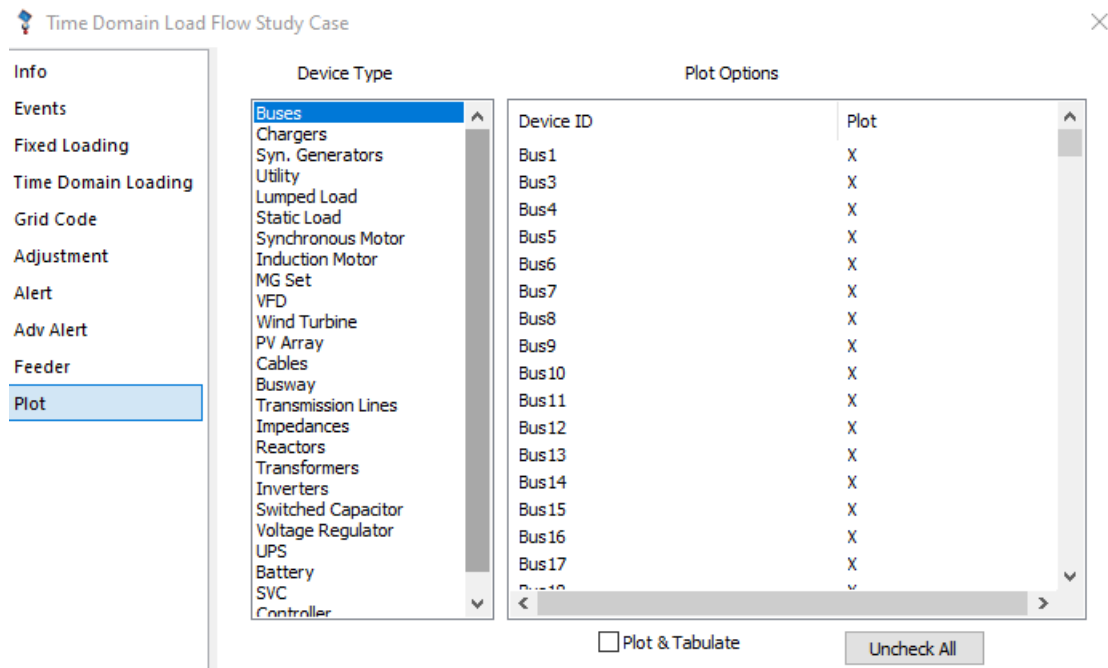 Time Domain Load Flow Study Case
Info
Events
Fixed Loading
Time Domain Loading
Grid Code
Adjustment
Alert
Adv Alert
Feeder
Plot
Device Type
Buses
Chargers
Syn. Generators
Utility
Lumped Load
Static Load
Synchronous Motor
Induction Motor
MG Set
VFD
Wind Turbine
PV Array
Cables
Busway
Transmission Lines
Impedances
Reactors
Transformers
Inverters
Switched Capacitor
Voltage Regulator
UPS
Battery
SVC
Controller
Plot Options
Device ID Plot
Bus1 X
Bus3 X
Bus4 X
Bus5 X
Bus6 X
Bus7 X
Bus8 X
Bus9 X
Bus10 X
Bus11 X
Bus12 X
Bus13 X
Bus14 X
Bus15 X
Bus16 X
Bus17 X
Plot & Tabulate
Uncheck All